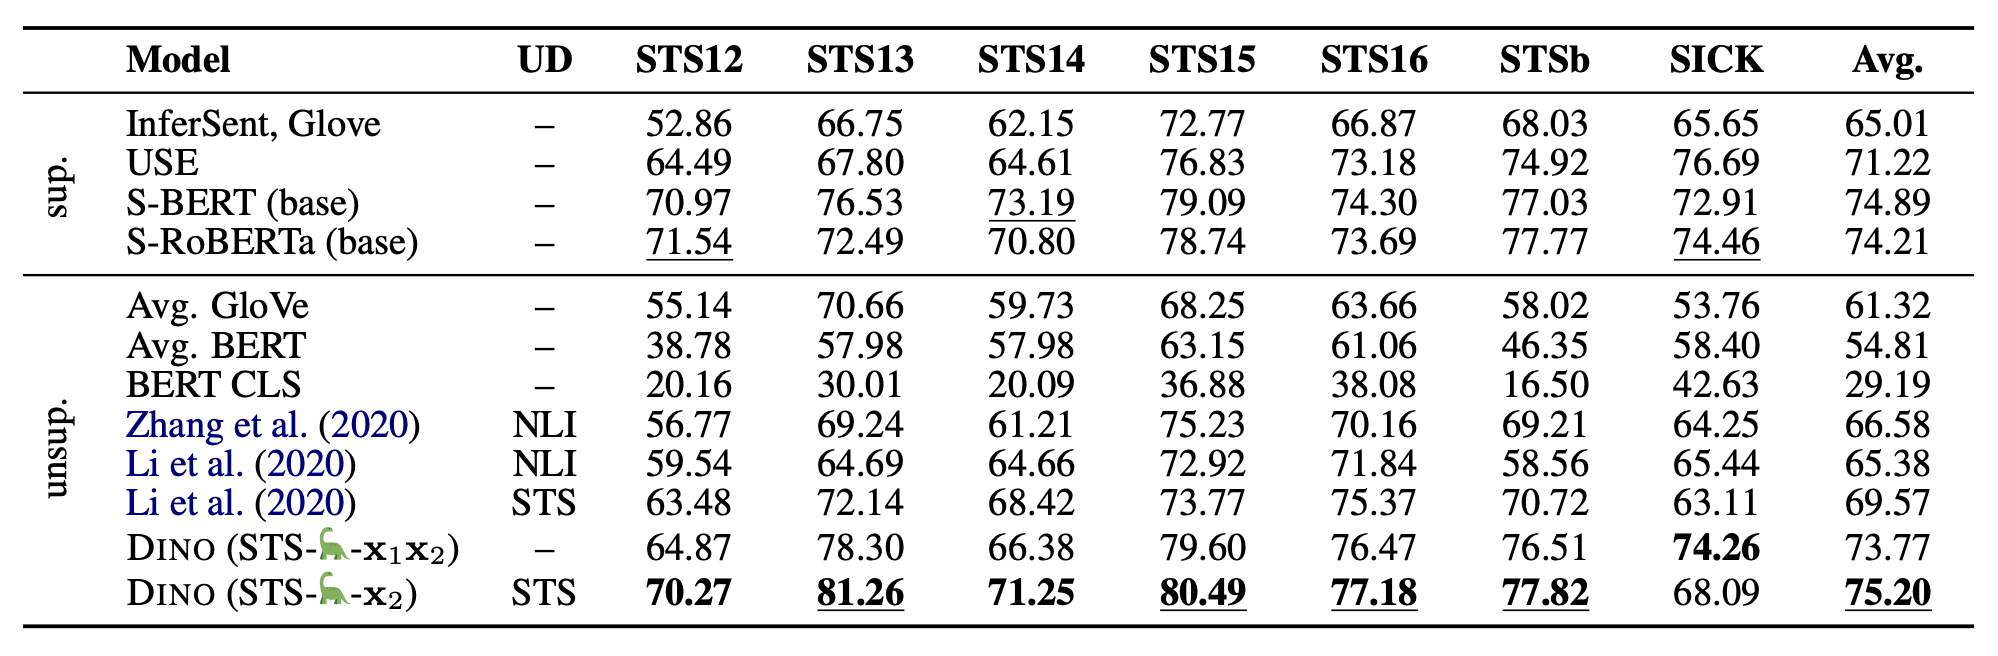 Model UD STS12 STS13 STS14 STS15 STS16 STSb SICK Avg.
sup.
InferSent, Glove – 52.86 66.75 62.15 72.77 66.87 68.03 65.65 65.01
USE – 64.49 67.80 64.61 76.83 73.18 74.92 76.69 71.22
S-BERT (base) – 70.97 76.53 73.19 79.09 74.30 77.03 72.91 74.89
S-RoBERTa (base) – 71.54 72.49 70.80 78.74 73.69 77.77 74.46 74.21
unsup.
Avg. GloVe – 55.14 70.66 59.73 68.25 63.66 58.02 53.76 61.32
Avg. BERT – 38.78 57.98 57.98 63.15 61.06 46.35 58.40 54.81
BERT CLS – 20.16 30.01 20.09 36.88 38.08 16.50 42.63 29.19
Zhang et al. (2020) NLI 56.77 69.24 61.21 75.23 70.16 69.21 64.25 66.58
Li et al. (2020) NLI 59.54 64.69 64.66 72.92 71.84 58.56 65.44 65.38
Li et al. (2020) STS 63.48 72.14 68.42 73.77 75.37 70.72 63.11 69.57
DINO (STS-🦕-x₁x₂) – 64.87 78.30 66.38 79.60 76.47 76.51 74.26 73.77
DINO (STS-🦕-x₂) STS 70.27 81.26 71.25 80.49 77.18 77.82 68.09 75.20